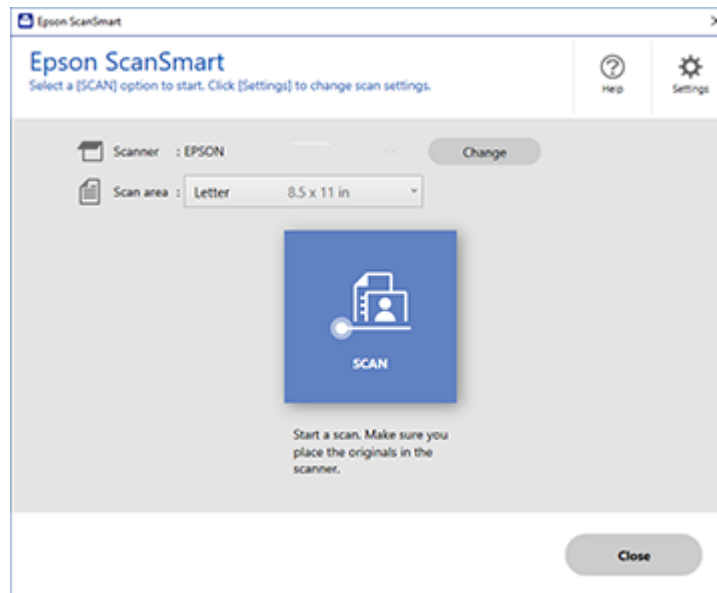 Epson ScanSmart
Epson ScanSmart
Select a [SCAN] option to start. Click [Settings] to change scan settings.
Help
Settings
Scanner : EPSON
Change
Scan area : Letter 8.5 x 11 in
SCAN
Start a scan. Make sure you
place the originals in the
scanner.
Close